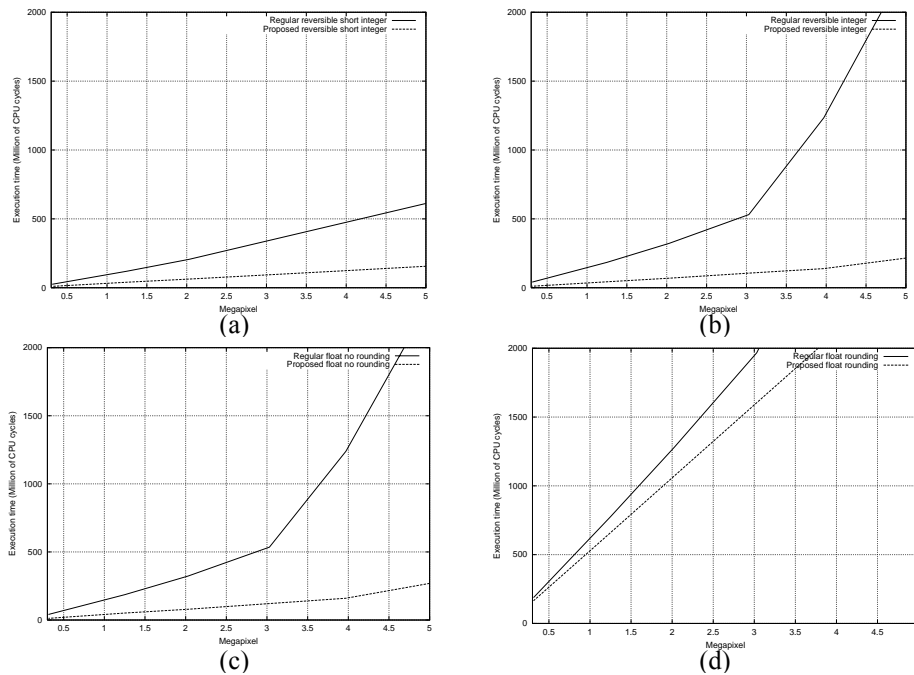 Regular reversible short integer
Proposed reversible short integer
2000
1500
1000
500
0
Execution time (Million of CPU cycles)
0.5 1 1.5 2 2.5 3 3.5 4 4.5 5
Megapixel
(a)
Regular reversible integer
Proposed reversible integer
2000
1500
1000
500
0
Execution time (Million of CPU cycles)
0.5 1 1.5 2 2.5 3 3.5 4 4.5 5
Megapixel
(b)
Regular float no rounding
Proposed float no rounding
2000
1500
1000
500
0
Execution time (Million of CPU cycles)
0.5 1 1.5 2 2.5 3 3.5 4 4.5 5
Megapixel
(c)
Regular float rounding
Proposed float rounding
2000
1500
1000
500
0
Execution time (Million of CPU cycles)
0.5 1 1.5 2 2.5 3 3.5 4 4.5
Megapixel
(d)